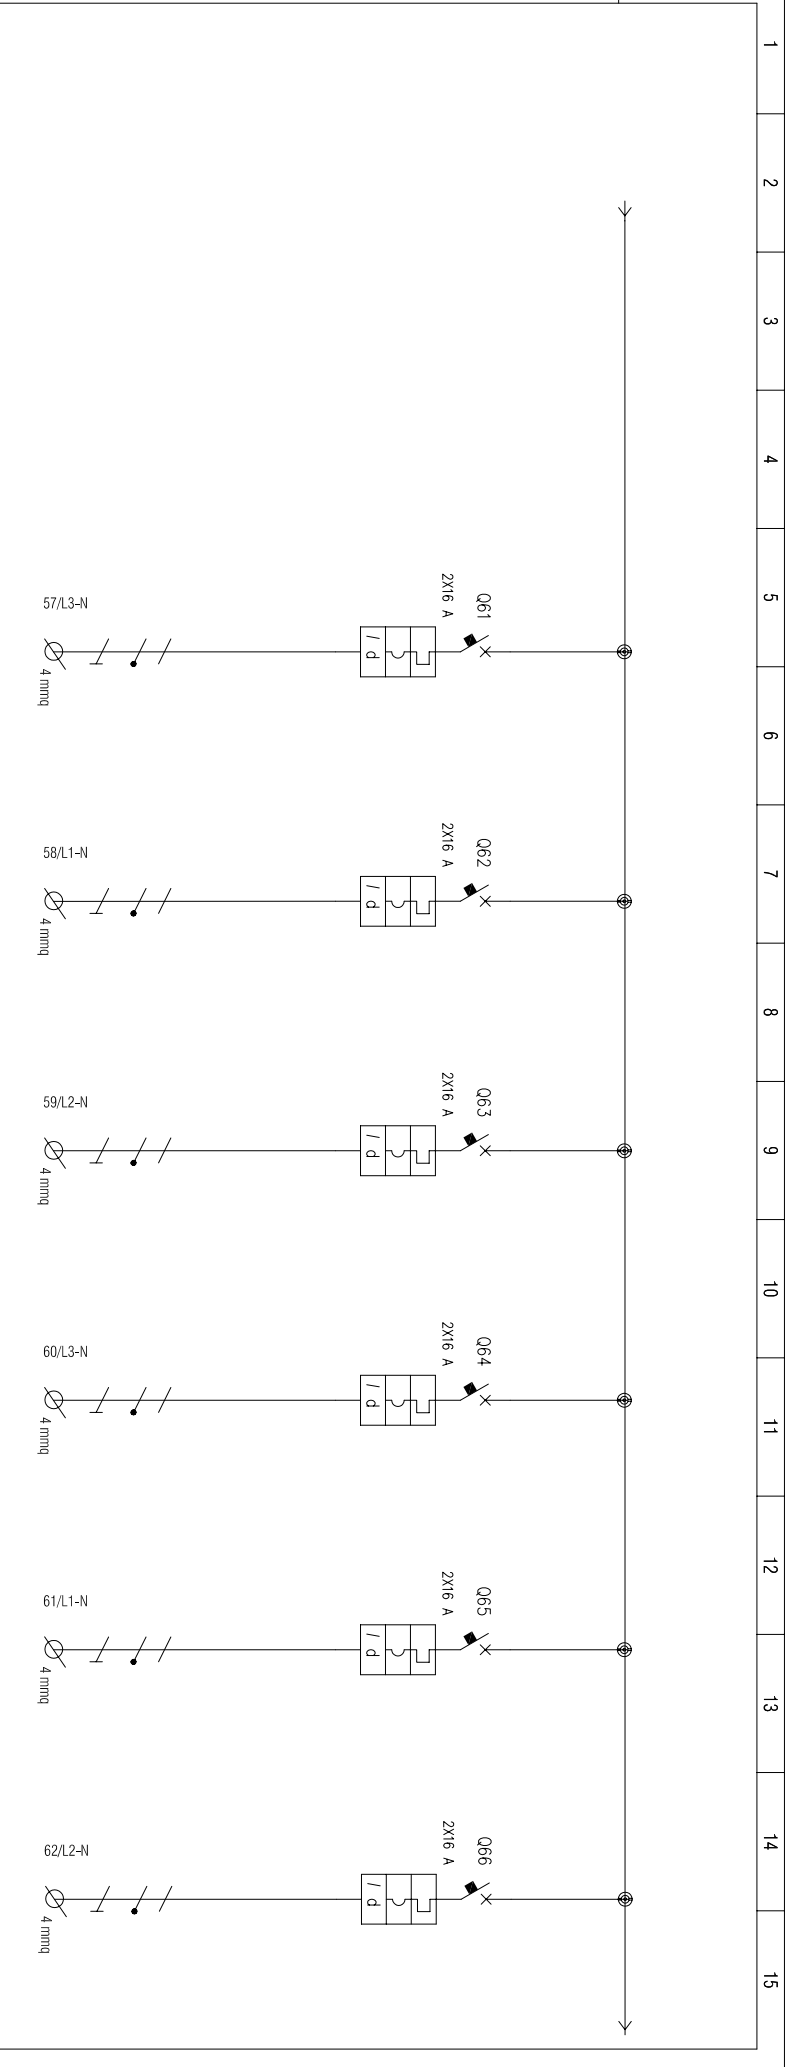 1
2
3
4
5
6
7
8
9
10
11
12
13
14
15
Q61
2X16 A
I d
57/L3-N
4 mmq
Q62
2X16 A
I d
58/L1-N
4 mmq
Q63
2X16 A
I d
59/L2-N
4 mmq
Q64
2X16 A
I d
60/L3-N
4 mmq
Q65
2X16 A
I d
61/L1-N
4 mmq
Q66
2X16 A
I d
62/L2-N
4 mmq